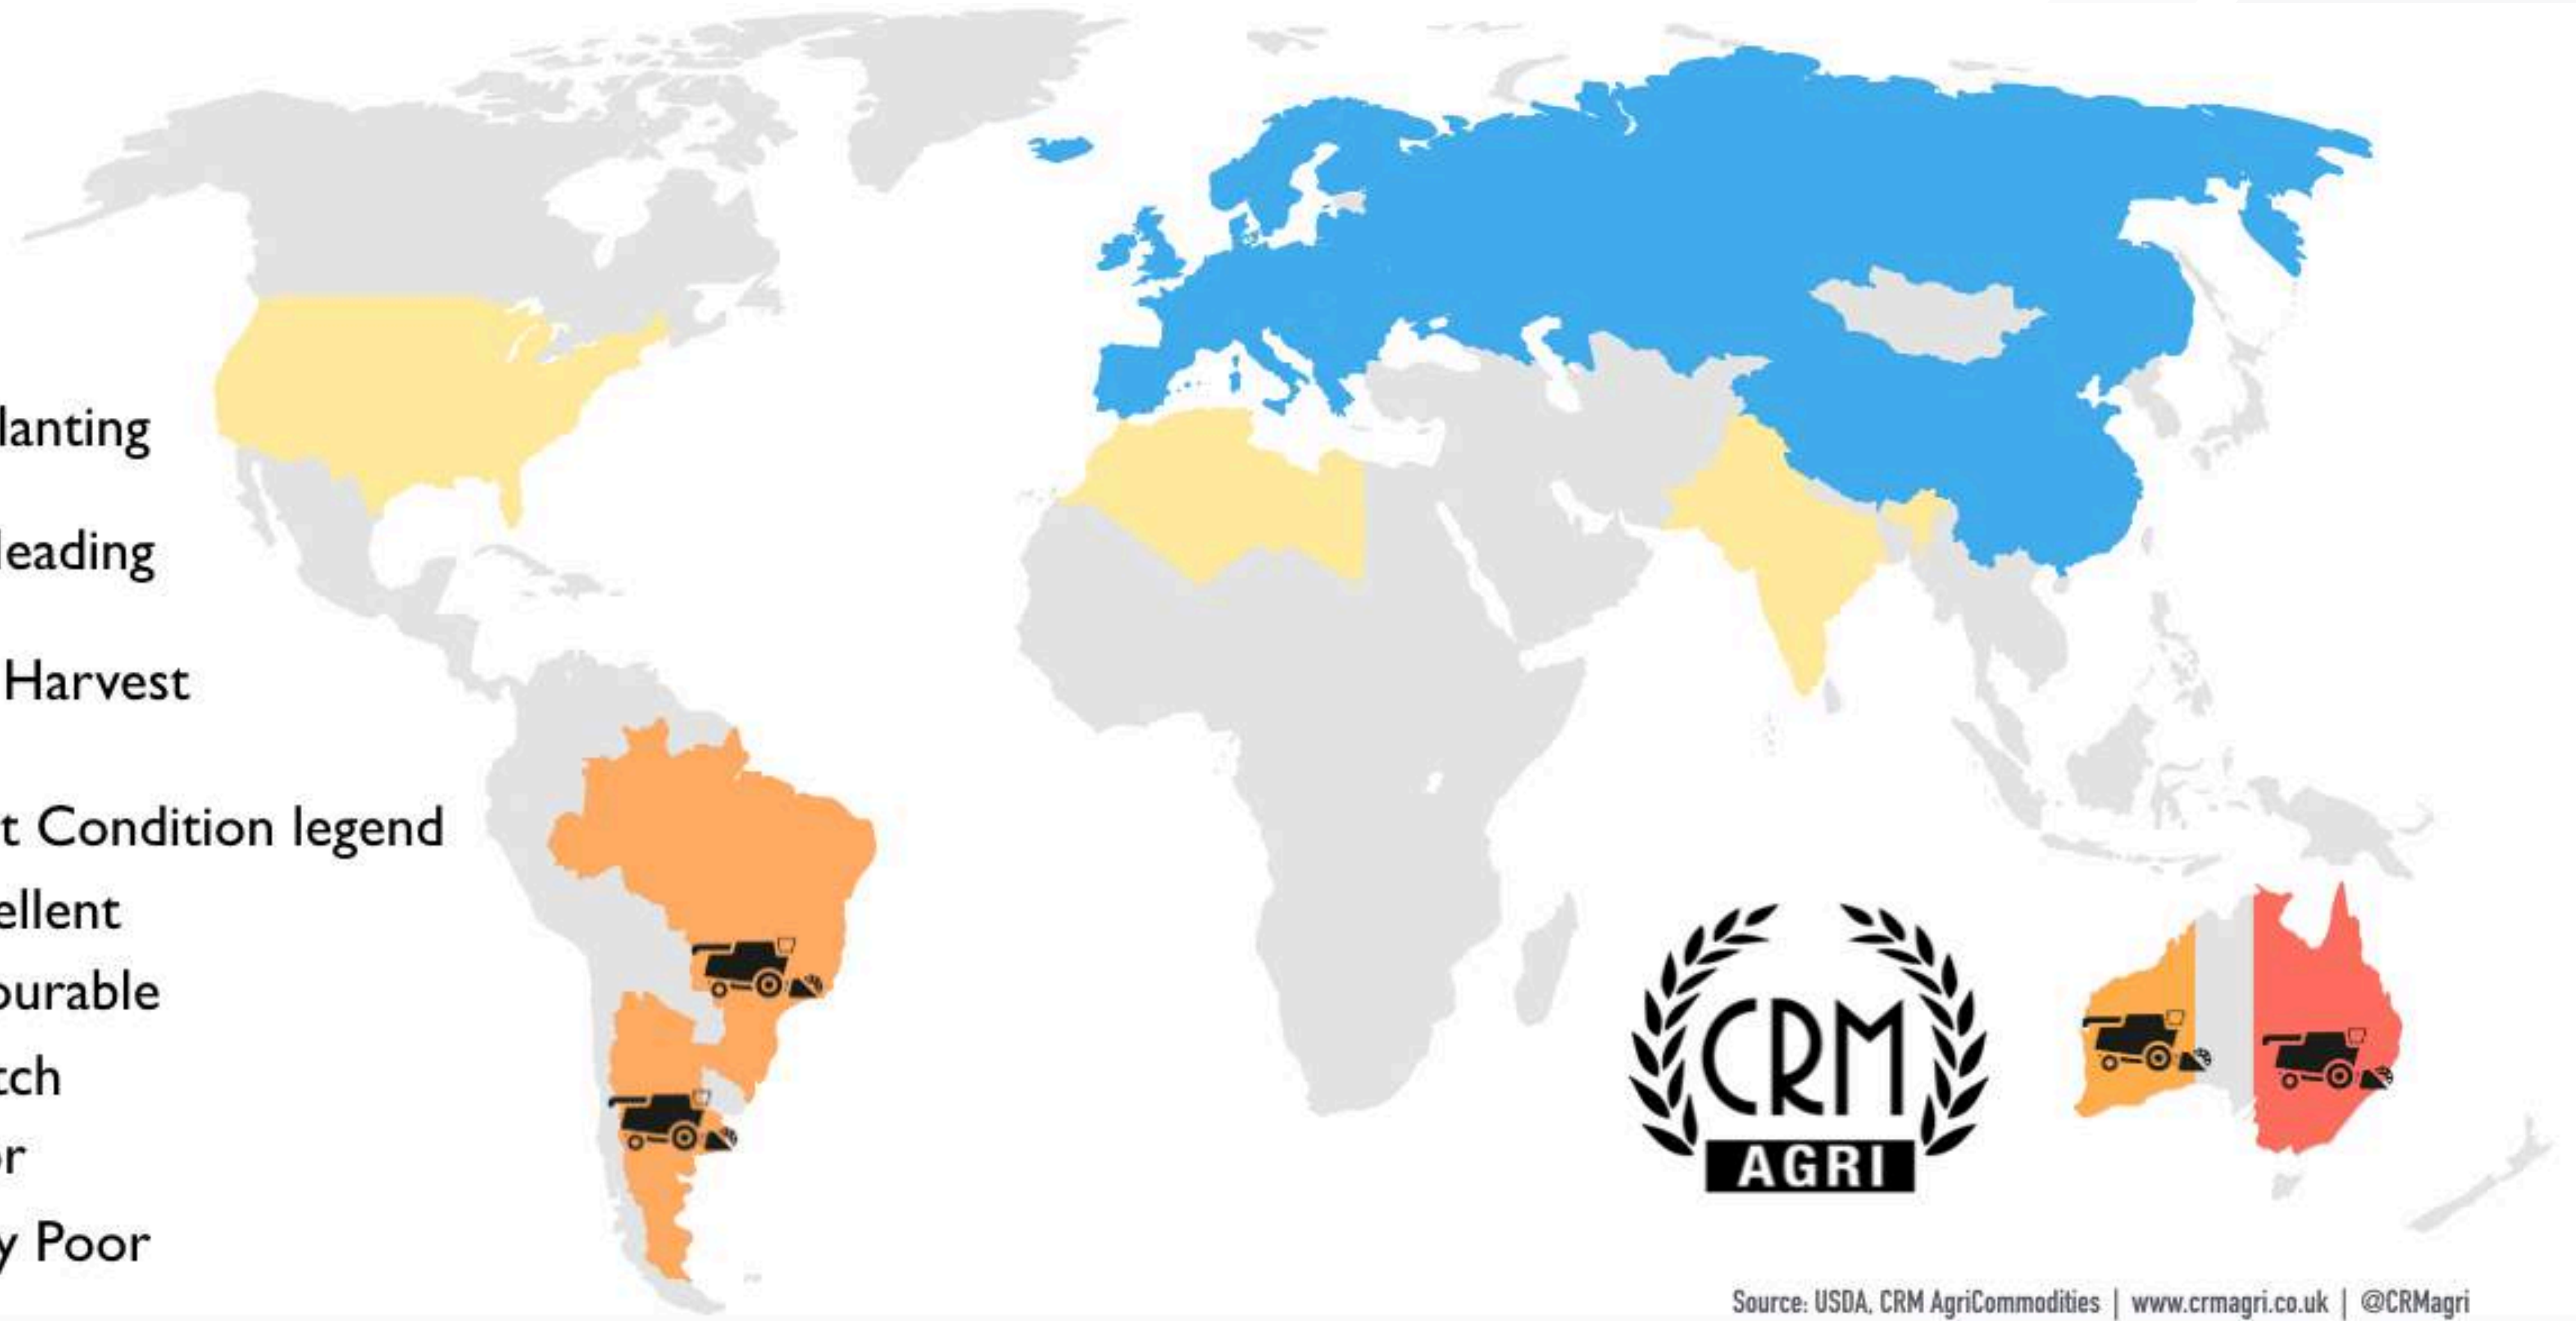 lanting
eading
Harvest
t Condition legend
ellent
ourable
tch
r
y Poor
CRM
AGRI
Source: USDA, CRM AgriCommodities | www.crmagri.co.uk | @CRMagri